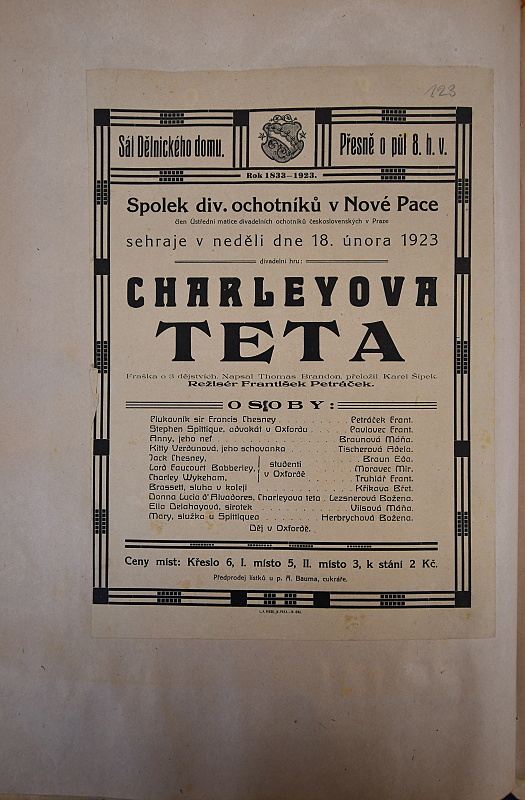 123
Sál Dělnického domu.
Přesně o půl 8. h. v.
Rok 1833—1923.
Spolek div. ochotníků v Nové Pace
člen Ústřední matice divadelních ochotníků československých v Praze
sehraje v neděli dne 18. února 1923
divadelní hru:
CHARLEYOVA
TETA
Fraška o 3 dějstvích. Napsal Thomas Brandon, přeložil Karel Šípek.
Režisér František Petráček.
OSOBY:
Plukovník sir Francis Chesney . . . . Petráček Frant.
Stephen Spittique, advokát v Oxfordu . . . Pavlovec Frant.
Anny, jeho neť . . . . Braunová Máňa.
Kitty Verdunová, jeho schovanka . . . Tischerová Adela.
Jack Chesney, . . . Braun Eda.
Lord Faucourt Babberley, studenti v Oxfordě . . . Moravec Mir.
Charley Wykeham, . . . Truhlář Frant.
Brassett, sluha v koleji . . . . Křikava Břet.
Donna Lucia d'Alvadores, Charleyova teta . Lezsnerová Božena.
Ella Delahayová, sirotek . . . . Vilsová Máňa.
Mary, služka u Spittiquea . . . Herbrychová Božena.
Děj v Oxfordě.
Ceny míst: Křeslo 6, I. místo 5, II. místo 3, k stání 2 Kč.
Předprodej lístků u p. A. Bauma, cukráře.